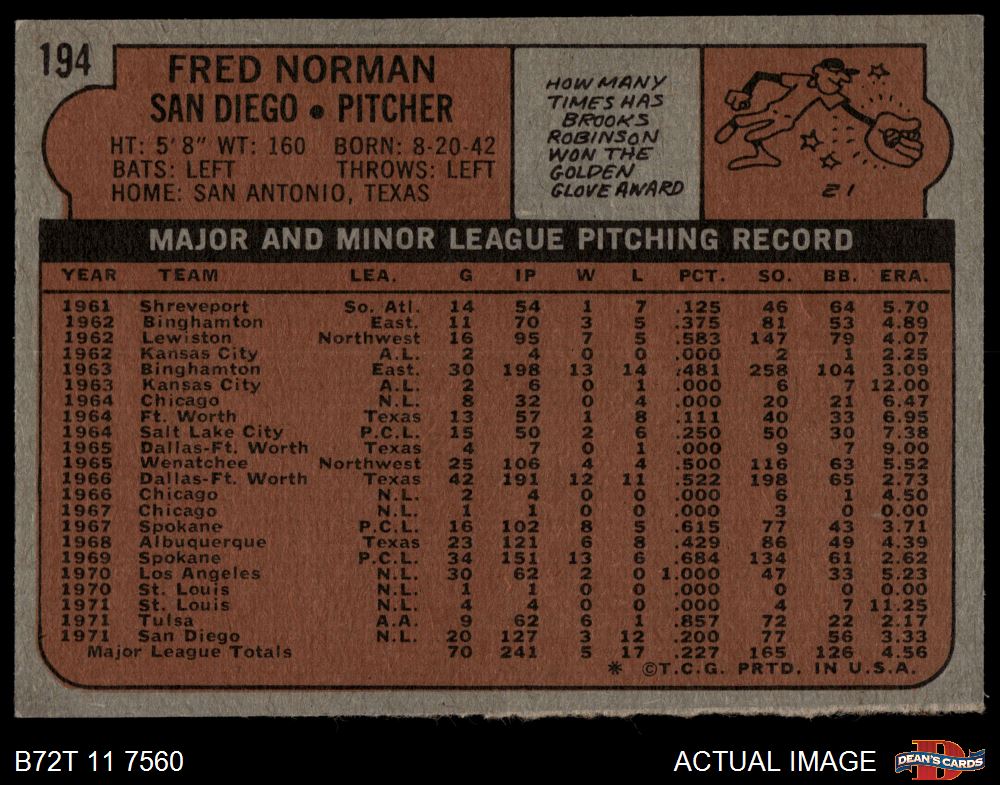 194
FRED NORMAN
SAN DIEGO • PITCHER
HT: 5'8" WT: 160 BORN: 8-20-42
BATS: LEFT THROWS: LEFT
HOME: SAN ANTONIO, TEXAS
HOW MANY
TIMES HAS
BROOKS
ROBINSON
WON THE
GOLDEN
GLOVE AWARD
21
MAJOR AND MINOR LEAGUE PITCHING RECORD
YEAR TEAM LEA. G IP W L PCT. SO. BB. ERA.
1961 Shreveport So. Atl. 14 54 1 7 .125 46 64 5.70
1962 Binghamton East. 11 70 3 5 .375 81 53 4.89
1962 Lewiston Northwest 16 95 7 5 .583 147 79 4.07
1962 Kansas City A.L. 2 4 0 0 .000 2 1 2.25
1963 Binghamton East. 30 198 13 14 .481 258 104 3.09
1963 Kansas City A.L. 2 6 0 1 .000 6 7 12.00
1964 Chicago N.L. 8 32 0 4 .000 20 21 6.47
1964 Ft. Worth Texas 13 57 1 8 .111 40 33 6.95
1964 Salt Lake City P.C.L. 15 50 2 6 .250 50 30 7.38
1965 Dallas-Ft. Worth Texas 4 7 0 1 .000 9 7 9.00
1965 Wenatchee Northwest 25 106 4 4 .500 116 63 5.52
1966 Dallas-Ft. Worth Texas 42 191 12 11 .522 198 65 2.73
1966 Chicago N.L. 2 4 0 0 .000 6 1 4.50
1967 Chicago N.L. 1 1 0 0 .000 3 0 0.00
1967 Spokane P.C.L. 16 102 8 5 .615 77 43 3.71
1968 Albuquerque Texas 23 121 6 8 .429 86 49 4.39
1969 Spokane P.C.L. 34 151 13 6 .684 134 61 2.62
1970 Los Angeles N.L. 30 62 2 0 1.000 47 33 5.23
1970 St. Louis N.L. 1 1 0 0 .000 0 0 0.00
1971 St. Louis N.L. 4 4 0 0 .000 4 7 11.25
1971 Tulsa A.A. 9 62 6 1 .857 72 22 2.17
1971 San Diego N.L. 20 127 3 12 .200 77 56 3.33
Major League Totals 70 241 5 17 .227 165 126 4.56
* ©T.C.G. PRTD. IN U.S.A.
B72T 11 7560
ACTUAL IMAGE
D
DEAN'S CARDS